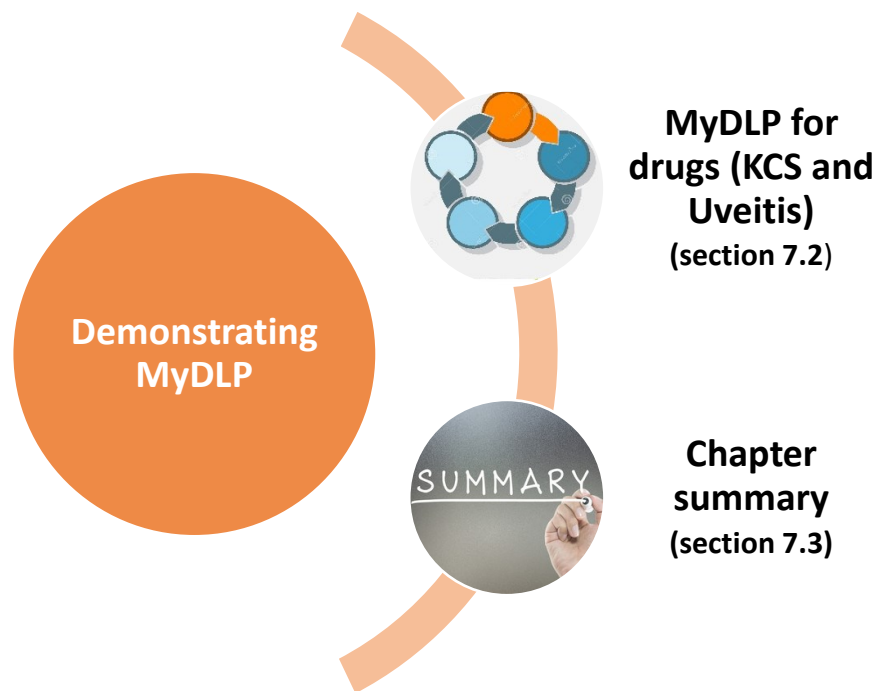 MyDLP for
drugs (KCS and
Uveitis)
(section 7.2)
Demonstrating
MyDLP
SUMMARY
Chapter
summary
(section 7.3)